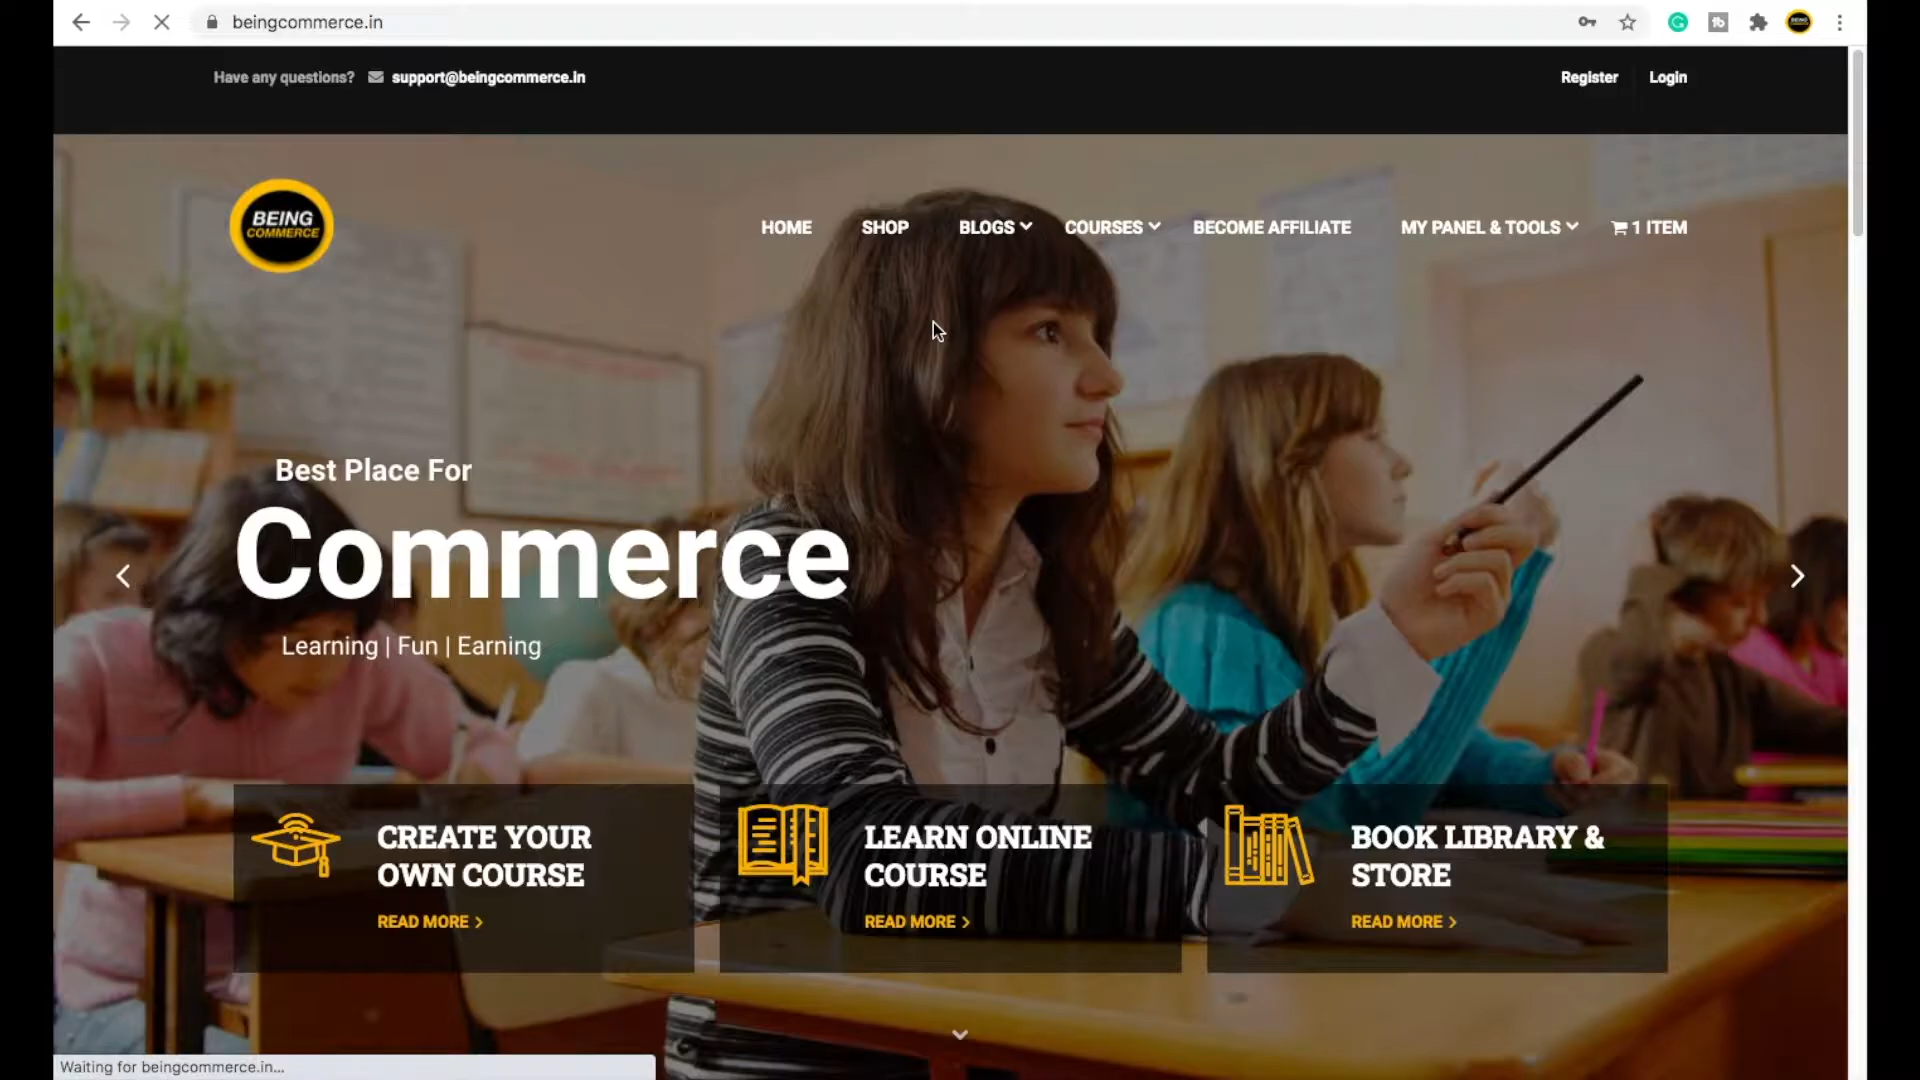 beingcommerce.in
Have any questions? support@beingcommerce.in
Register Login
BEING
COMMERCE
HOME SHOP BLOGS COURSES BECOME AFFILIATE MY PANEL & TOOLS 1 ITEM
Best Place For
Commerce
Learning | Fun | Earning
CREATE YOUR
OWN COURSE
READ MORE
LEARN ONLINE
COURSE
READ MORE
BOOK LIBRARY &
STORE
READ MORE
Waiting for beingcommerce.in...